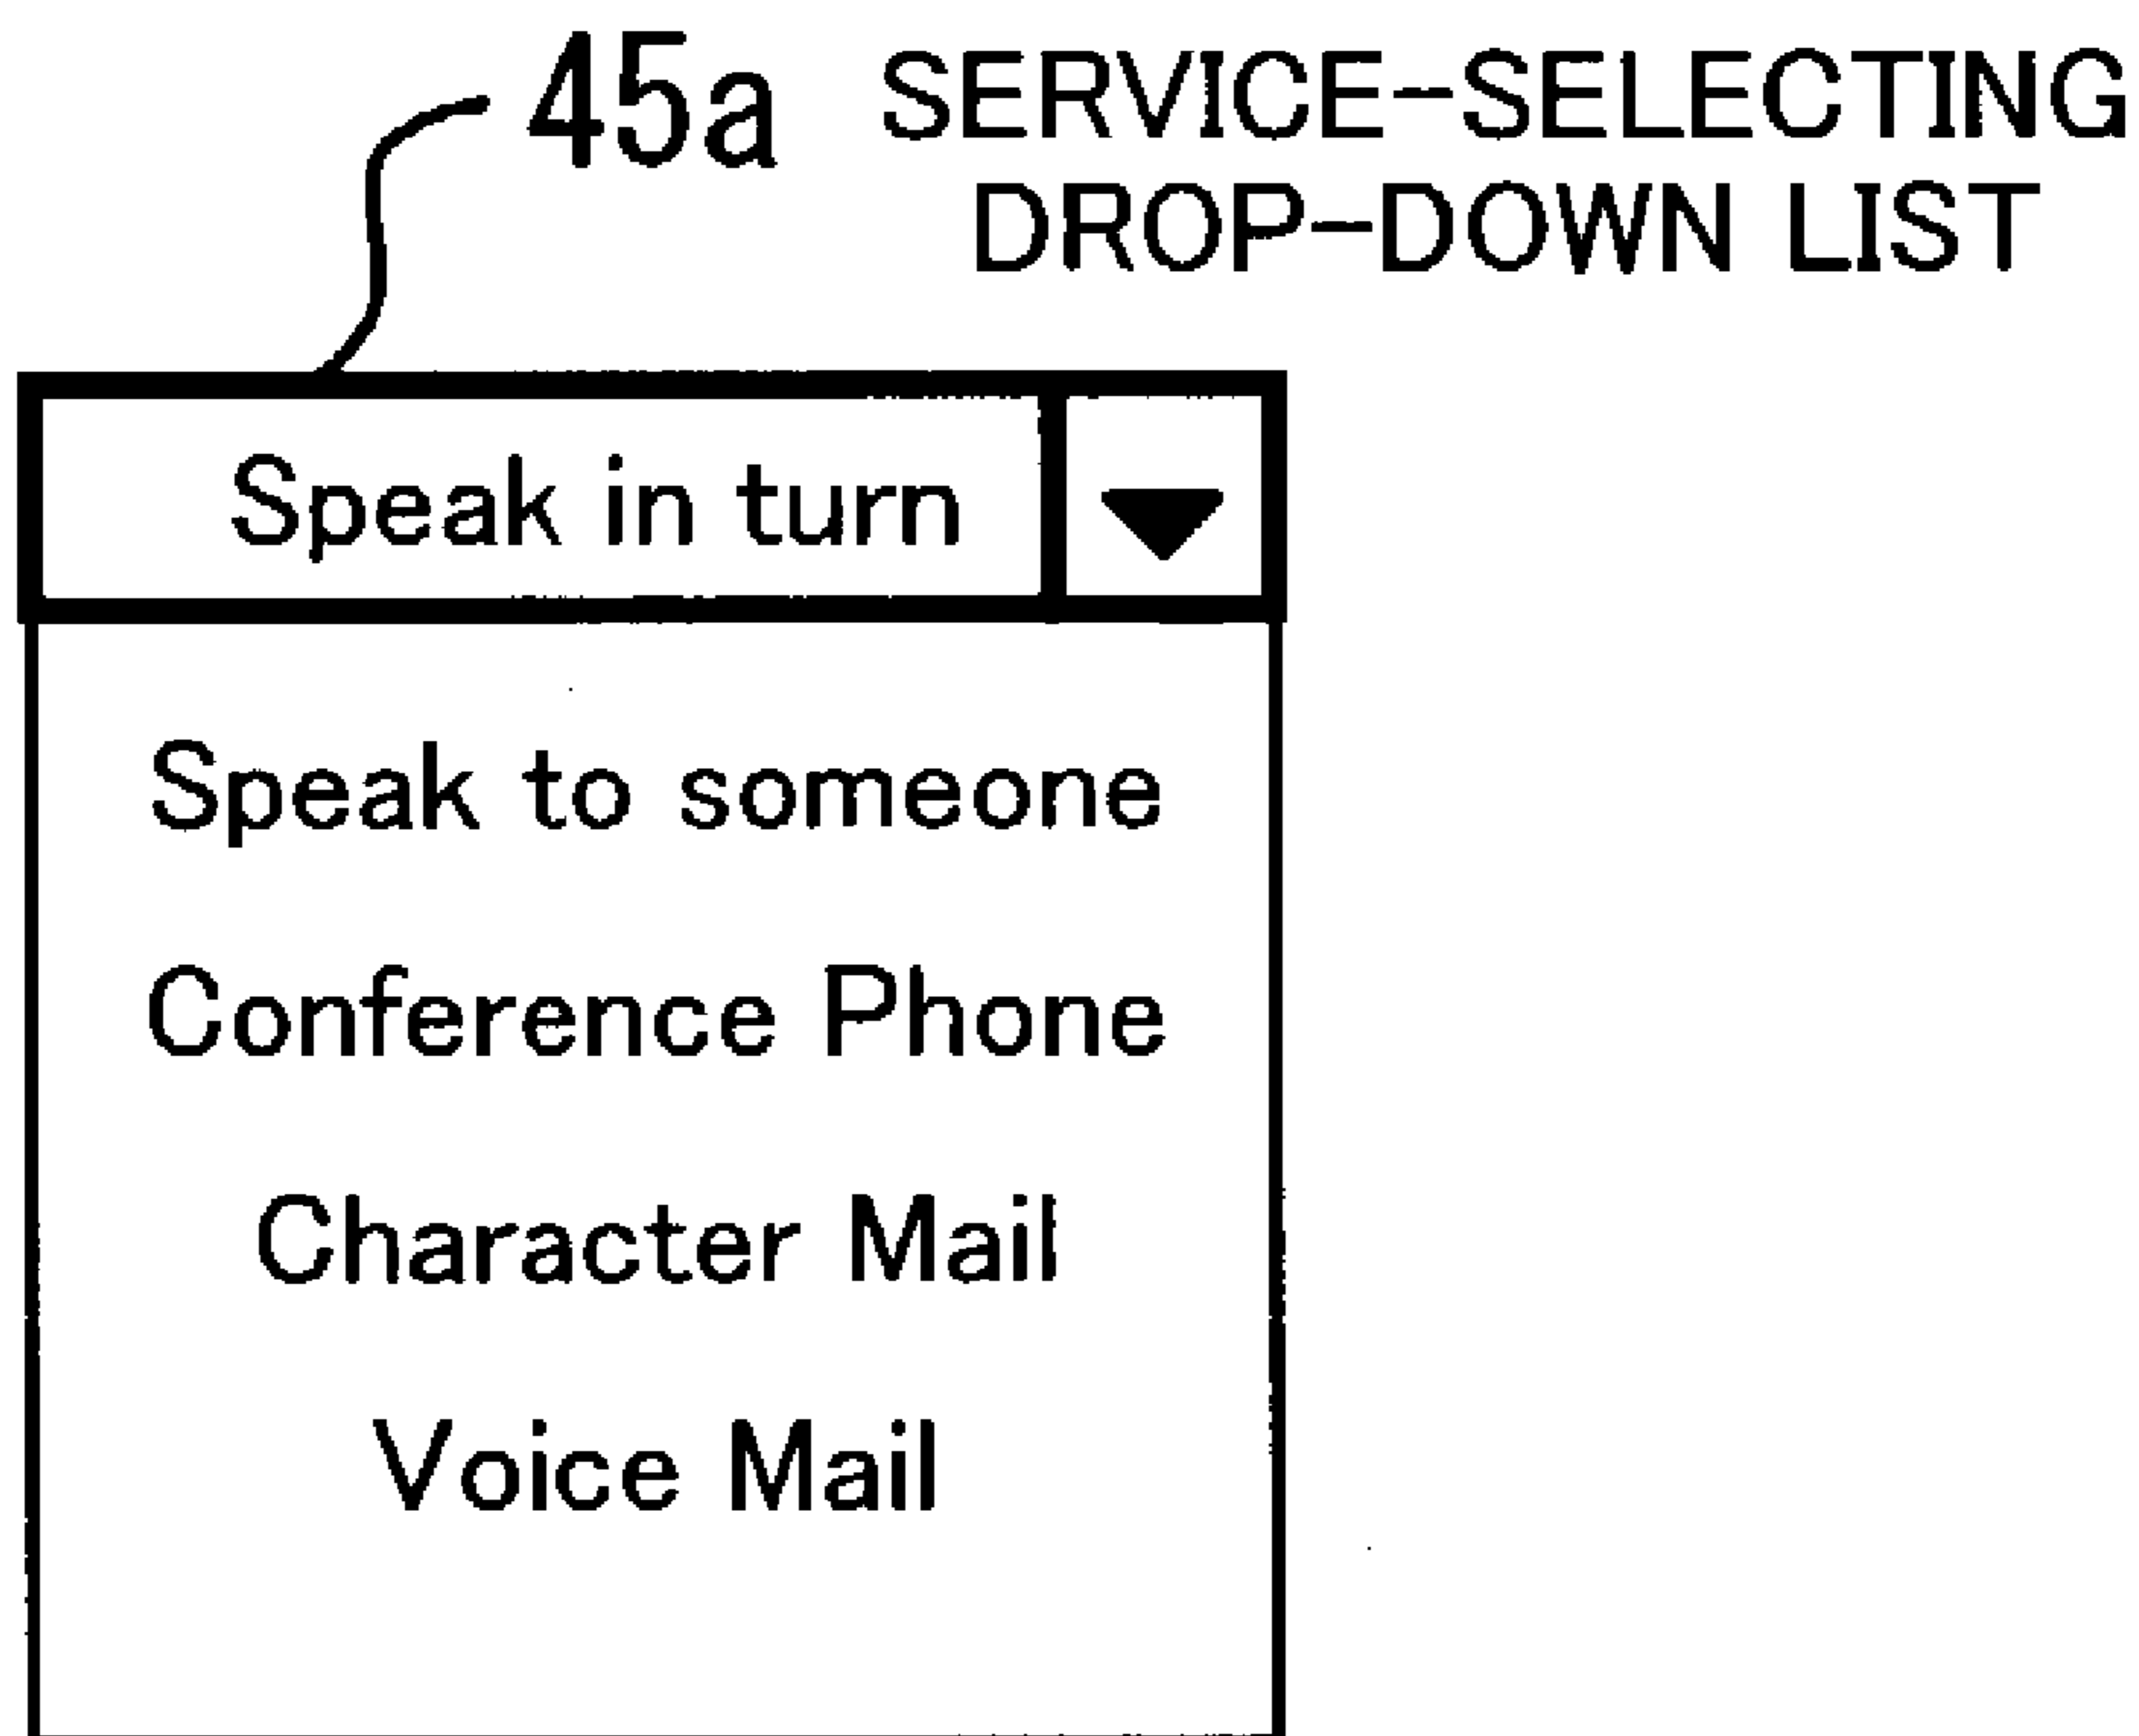 45a SERVICE-SELECTING
DROP-DOWN LIST
Speak in turn
Speak to someone
Conference Phone
Character Mail
Voice Mail